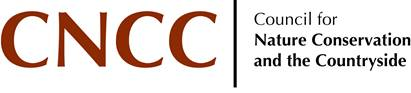 CNCC
Council for
Nature Conservation
and the Countryside